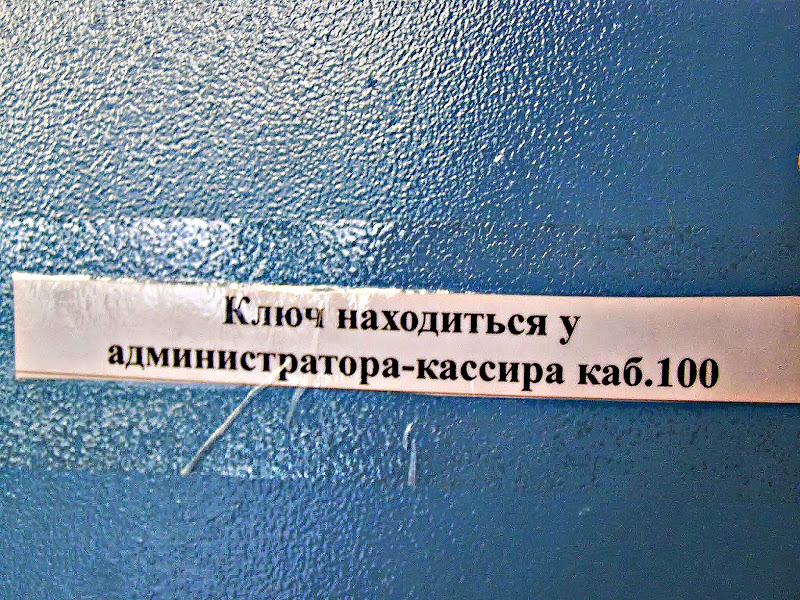 Ключ находиться у
администратора-кассира каб.100